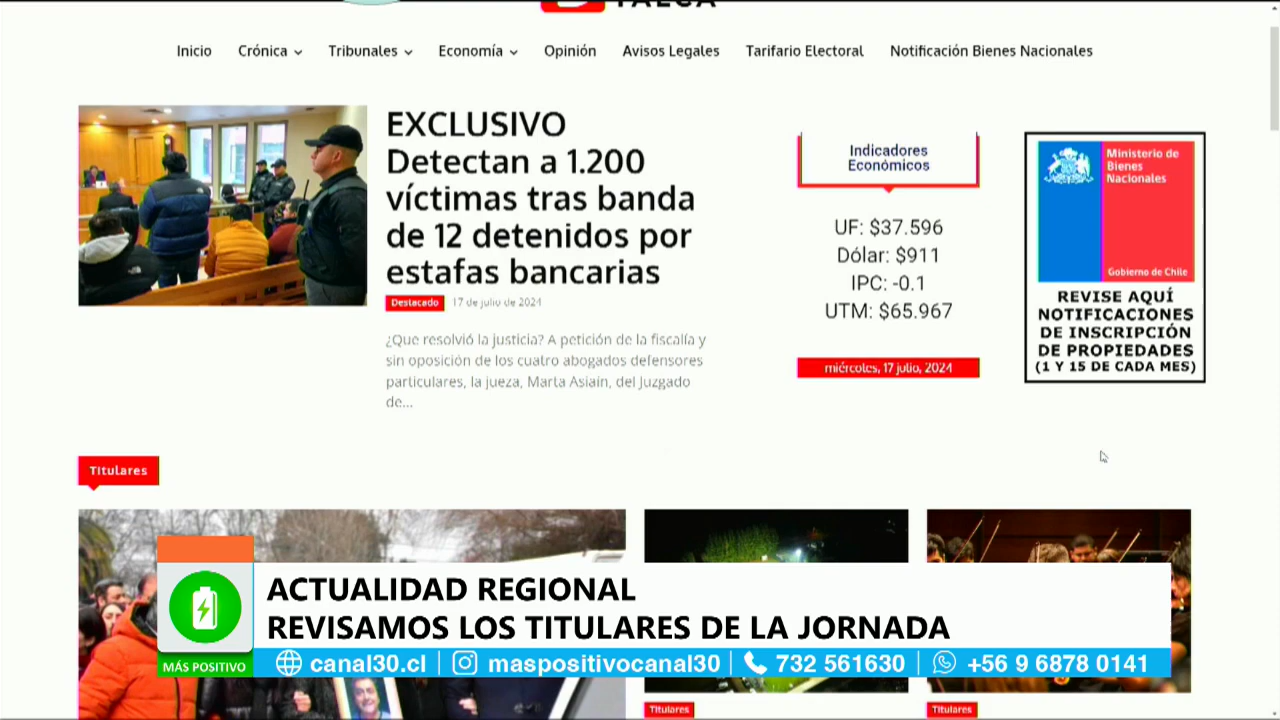 TALCA
Inicio Crónica Tribunales Economía Opinión Avisos Legales Tarifario Electoral Notificación Bienes Nacionales
EXCLUSIVO
Detectan a 1.200
víctimas tras banda
de 12 detenidos por
estafas bancarias
Destacado 17 de julio de 2024
¿Que resolvió la justicia? A petición de la fiscalía y
sin oposición de los cuatro abogados defensores
particulares, la jueza, Marta Asiaín, del Juzgado
de...
Indicadores
Económicos
UF: $37.596
Dólar: $911
IPC: -0.1
UTM: $65.967
miércoles, 17 julio, 2024
Ministerio de
Bienes
Nacionales
Gobierno de Chile
REVISE AQUÍ
NOTIFICACIONES
DE INSCRIPCIÓN
DE PROPIEDADES
(1 Y 15 DE CADA MES)
Titulares
ACTUALIDAD REGIONAL
REVISAMOS LOS TITULARES DE LA JORNADA
MÁS POSITIVO
canal30.cl | maspositivocanal30 | 732 561630 | +56 9 6878 0141
Titulares
Titulares